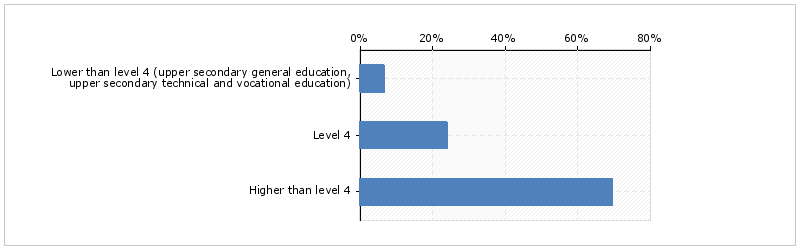 0% 20% 40% 60% 80%
Lower than level 4 (upper secondary general education,
upper secondary technical and vocational education)
Level 4
Higher than level 4